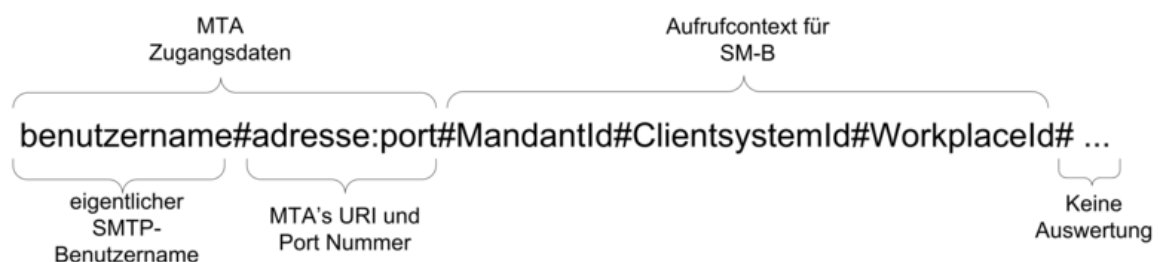 MTA
Zugangsdaten
Aufrufcontext für
SM-B
benutzername#adresse:port#MandantId#ClientsystemId#WorkplaceId# ...
eigentlicher
SMTP-
Benutzername
MTA's URI und
Port Nummer
Keine
Auswertung